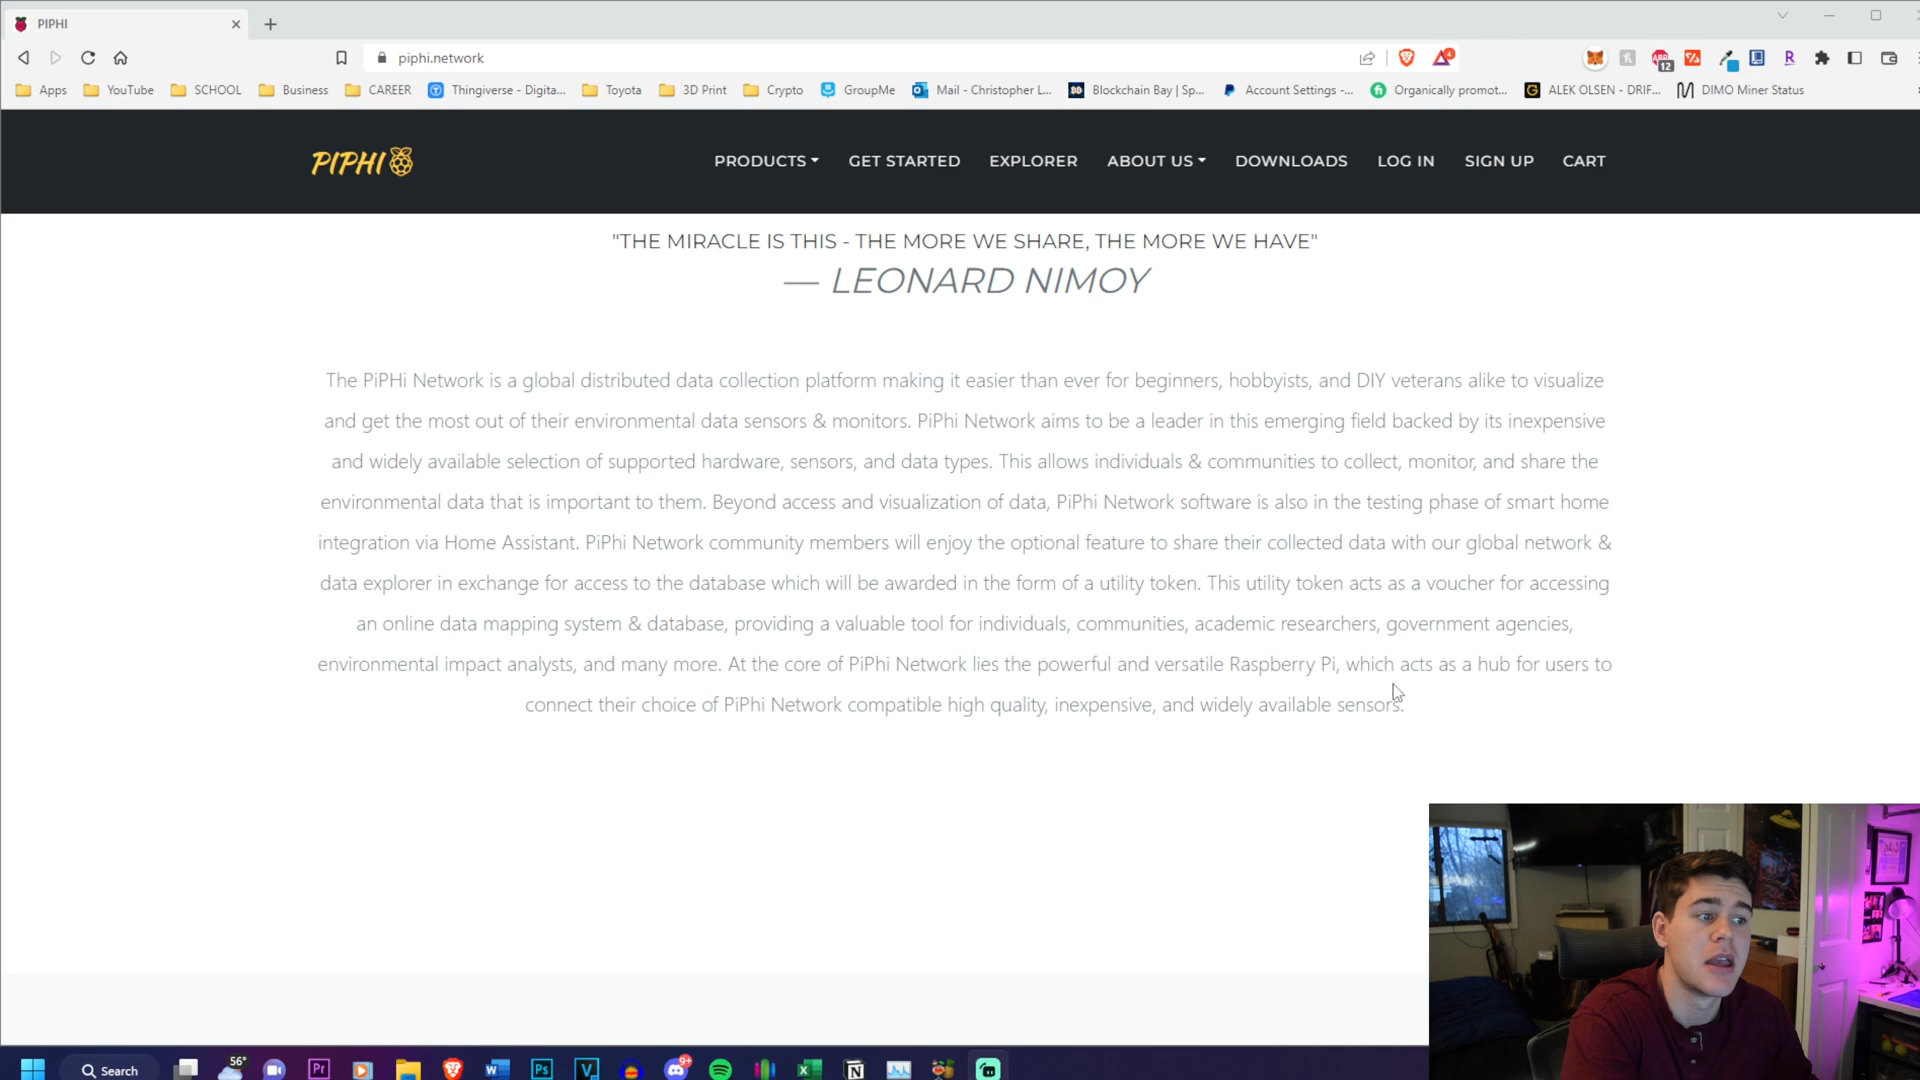 PIPHI
piphi.network
4
12
Apps
YouTube
SCHOOL
Business
CAREER
Thingiverse - Digita...
Toyota
3D Print
Crypto
GroupMe
Mail - Christopher L...
Blockchain Bay | Sp...
Account Settings -...
Organically promot...
ALEK OLSEN - DRIF...
DIMO Miner Status
PIPHI
PRODUCTS
GET STARTED
EXPLORER
ABOUT US
DOWNLOADS
LOG IN
SIGN UP
CART
"THE MIRACLE IS THIS - THE MORE WE SHARE, THE MORE WE HAVE"
— LEONARD NIMOY
The PiPHi Network is a global distributed data collection platform making it easier than ever for beginners, hobbyists, and DIY veterans alike to visualize
and get the most out of their environmental data sensors & monitors. PiPhi Network aims to be a leader in this emerging field backed by its inexpensive
and widely available selection of supported hardware, sensors, and data types. This allows individuals & communities to collect, monitor, and share the
environmental data that is important to them. Beyond access and visualization of data, PiPhi Network software is also in the testing phase of smart home
integration via Home Assistant. PiPhi Network community members will enjoy the optional feature to share their collected data with our global network &
data explorer in exchange for access to the database which will be awarded in the form of a utility token. This utility token acts as a voucher for accessing
an online data mapping system & database, providing a valuable tool for individuals, communities, academic researchers, government agencies,
environmental impact analysts, and many more. At the core of PiPhi Network lies the powerful and versatile Raspberry Pi, which acts as a hub for users to
connect their choice of PiPhi Network compatible high quality, inexpensive, and widely available sensors.
Search
56°
Pr
W
Ps
V
9+
X
N